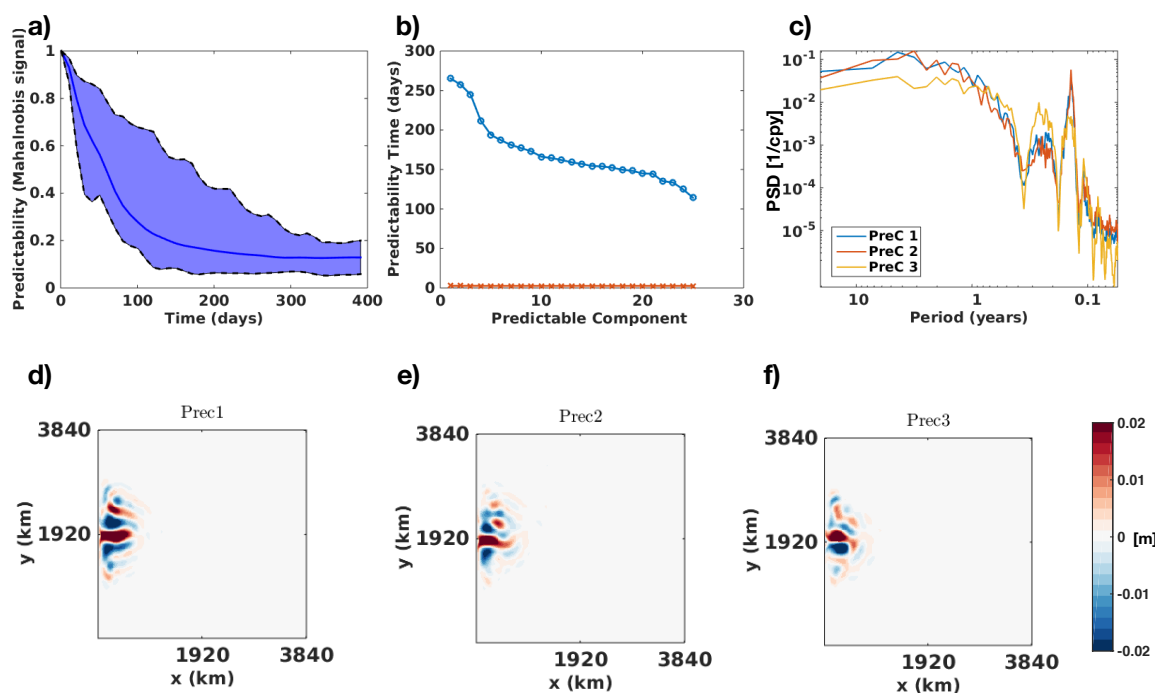 a)
Predictability (Mahalnobis signal)
1
0.8
0.6
0.4
0.2
0
0
100
200
300
400
Time (days)
b)
Predictability Time (days)
300
250
200
150
100
50
0
0
10
20
30
Predictable Component
c)
PSD [1/cpy]
10-1
10-2
10-3
10-4
10-5
PreC 1
PreC 2
PreC 3
10
1
0.1
Period (years)
d)
Prec1
3840
1920
y (km)
1920
3840
x (km)
e)
Prec2
3840
1920
y (km)
1920
3840
x (km)
f)
Prec3
3840
1920
y (km)
1920
3840
x (km)
0.02
0.01
0
[m]
-0.01
-0.02